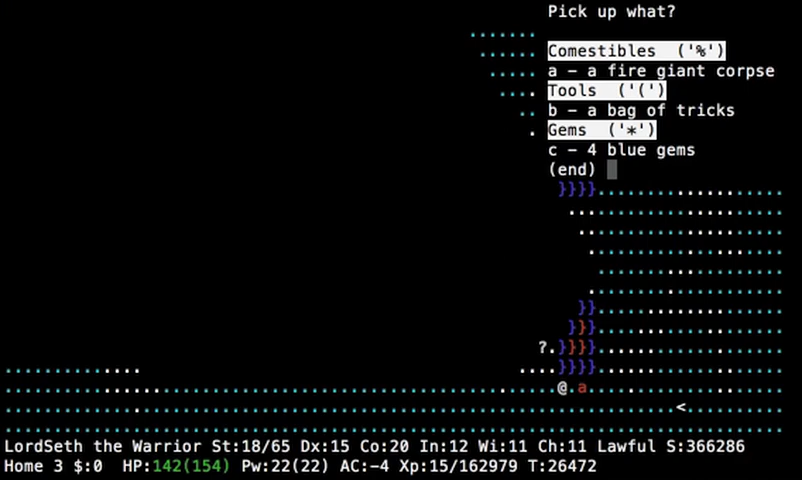 Pick up what?
Comestibles ('%')
a - a fire giant corpse
Tools ('(')
b - a bag of tricks
Gems ('*')
c - 4 blue gems
(end)
LordSeth the Warrior St:18/65 Dx:15 Co:20 In:12 Wi:11 Ch:11 Lawful S:366286
Home 3 $:0 HP:142(154) Pw:22(22) AC:-4 Xp:15/162979 T:26472